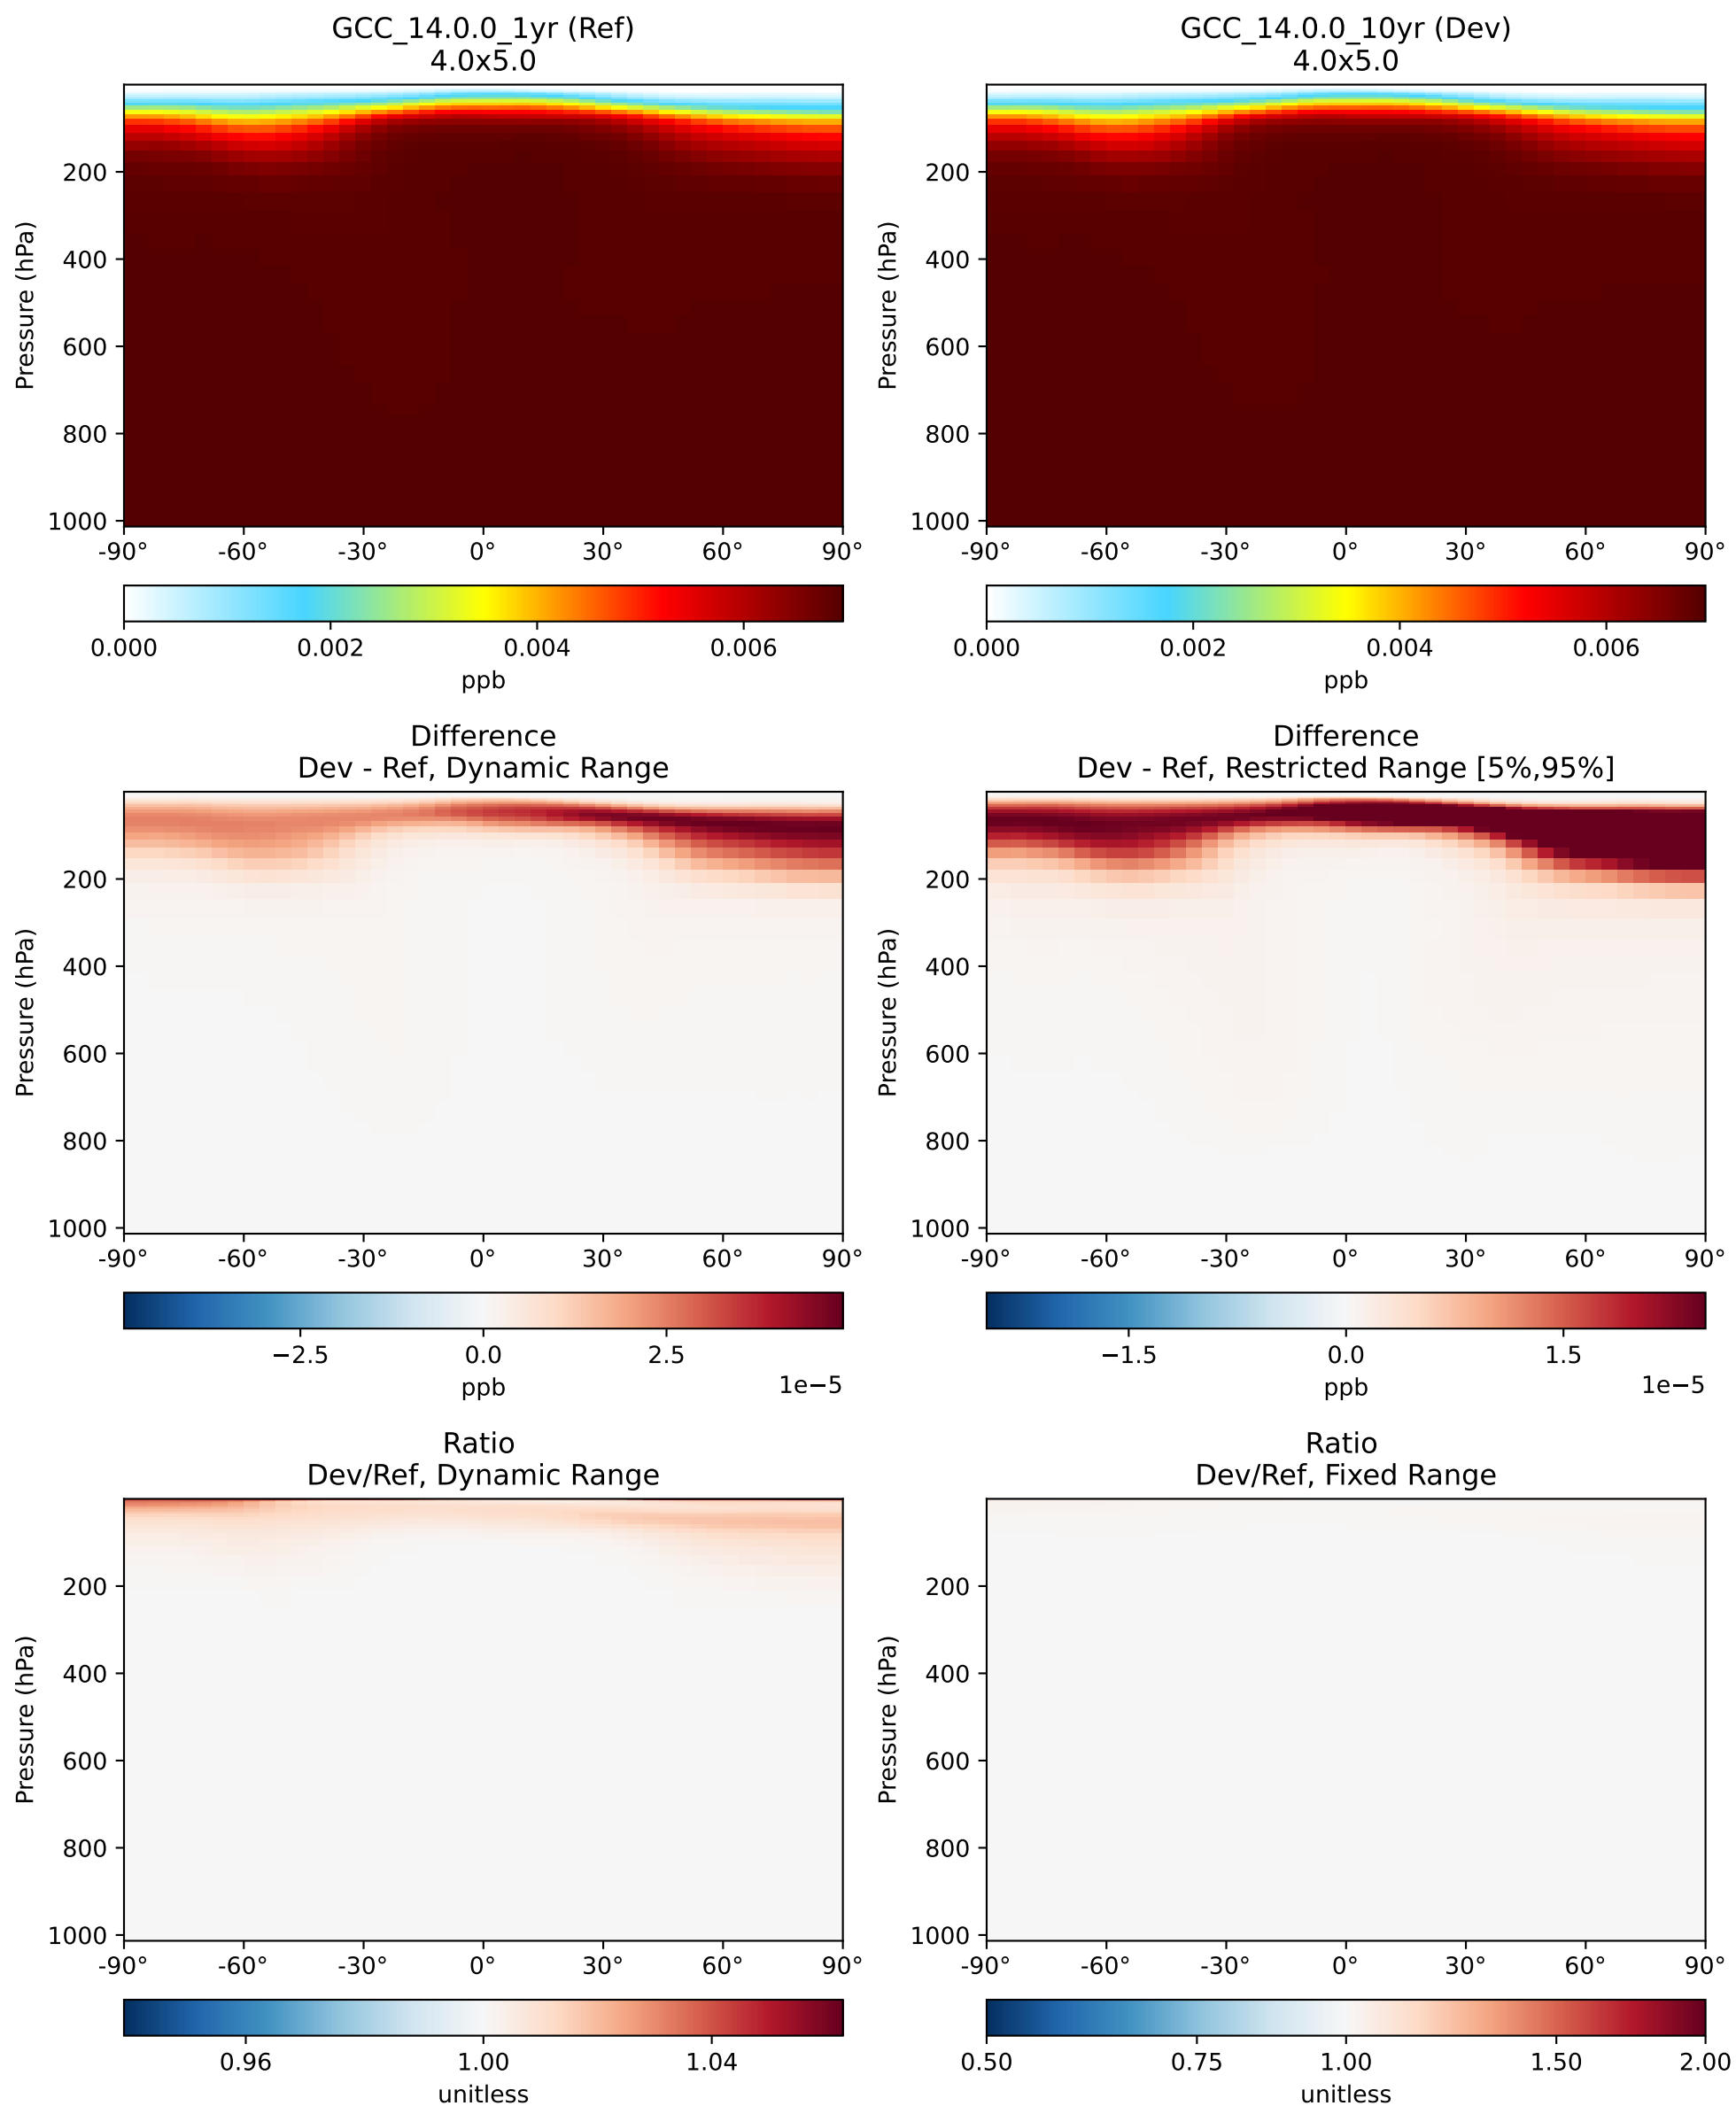 GCC_14.0.0_1yr (Ref)
4.0x5.0
Pressure (hPa)
200
400
600
800
1000
-90° -60° -30° 0° 30° 60° 90°
0.000 0.002 0.004 0.006
ppb
GCC_14.0.0_10yr (Dev)
4.0x5.0
Pressure (hPa)
200
400
600
800
1000
-90° -60° -30° 0° 30° 60° 90°
0.000 0.002 0.004 0.006
ppb
Difference
Dev - Ref, Dynamic Range
Pressure (hPa)
200
400
600
800
1000
-90° -60° -30° 0° 30° 60° 90°
−2.5 0.0 2.5
ppb 1e−5
Difference
Dev - Ref, Restricted Range [5%,95%]
Pressure (hPa)
200
400
600
800
1000
-90° -60° -30° 0° 30° 60° 90°
−1.5 0.0 1.5
ppb 1e−5
Ratio
Dev/Ref, Dynamic Range
Pressure (hPa)
200
400
600
800
1000
-90° -60° -30° 0° 30° 60° 90°
0.96 1.00 1.04
unitless
Ratio
Dev/Ref, Fixed Range
Pressure (hPa)
200
400
600
800
1000
-90° -60° -30° 0° 30° 60° 90°
0.50 0.75 1.00 1.50 2.00
unitless